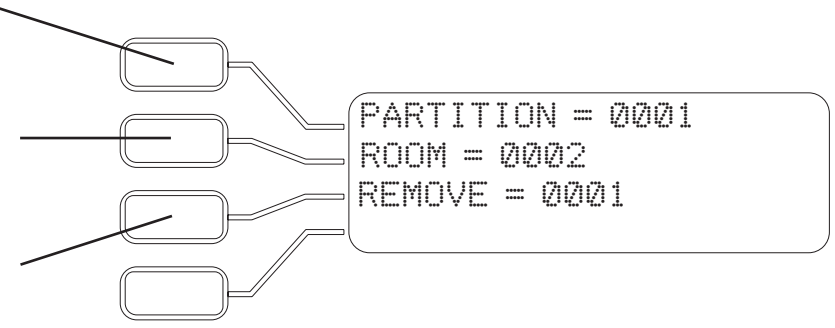 PARTITION = 0001
ROOM = 0002
REMOVE = 0001